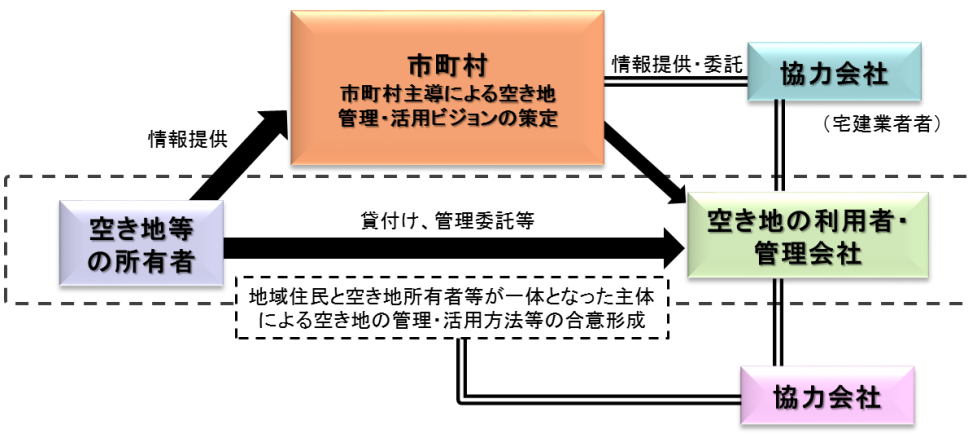 市町村
市町村主導による空き地
管理・活用ビジョンの策定
情報提供・委託
協力会社
（宅建業者者）
情報提供
空き地等
の所有者
貸付け、管理委託等
空き地の利用者・
管理会社
地域住民と空き地所有者等が一体となった主体
による空き地の管理・活用方法等の合意形成
協力会社